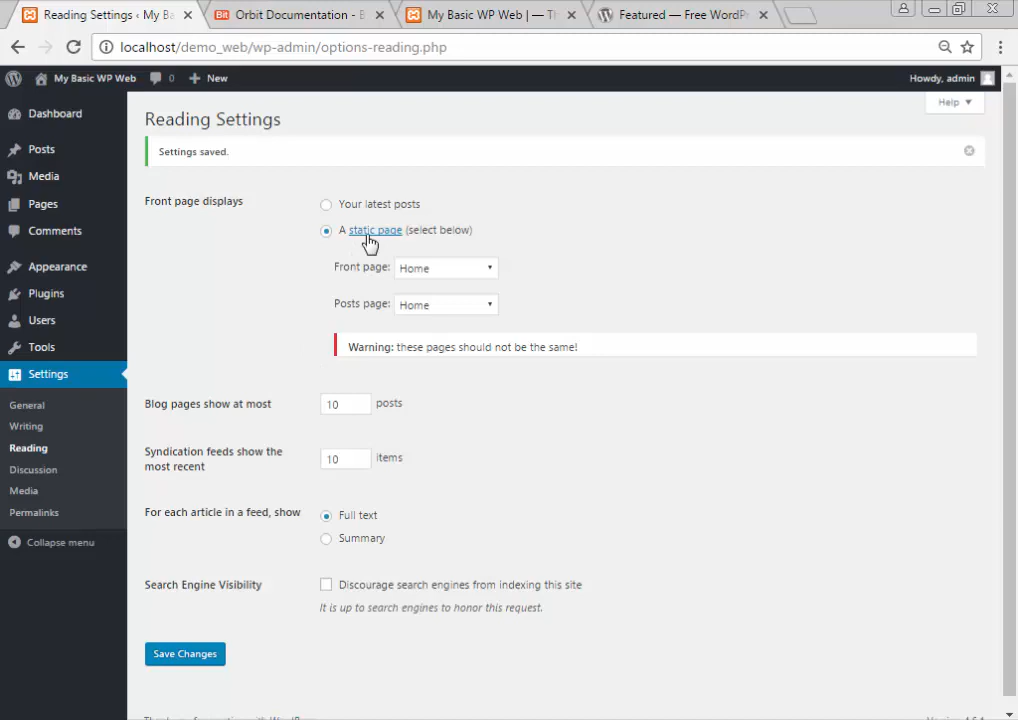 Reading Settings ‹ My Ba
Orbit Documentation - B
My Basic WP Web | — Th
Featured — Free WordPr
localhost/demo_web/wp-admin/options-reading.php
My Basic WP Web 0 New
Howdy, admin
Help
Dashboard
Posts
Media
Pages
Comments
Appearance
Plugins
Users
Tools
Settings
General
Writing
Reading
Discussion
Media
Permalinks
Collapse menu
Reading Settings
Settings saved.
Front page displays
Your latest posts
A static page (select below)
Front page: Home
Posts page: Home
Warning: these pages should not be the same!
Blog pages show at most 10 posts
Syndication feeds show the
most recent
10 items
For each article in a feed, show
Full text
Summary
Search Engine Visibility
Discourage search engines from indexing this site
It is up to search engines to honor this request.
Save Changes